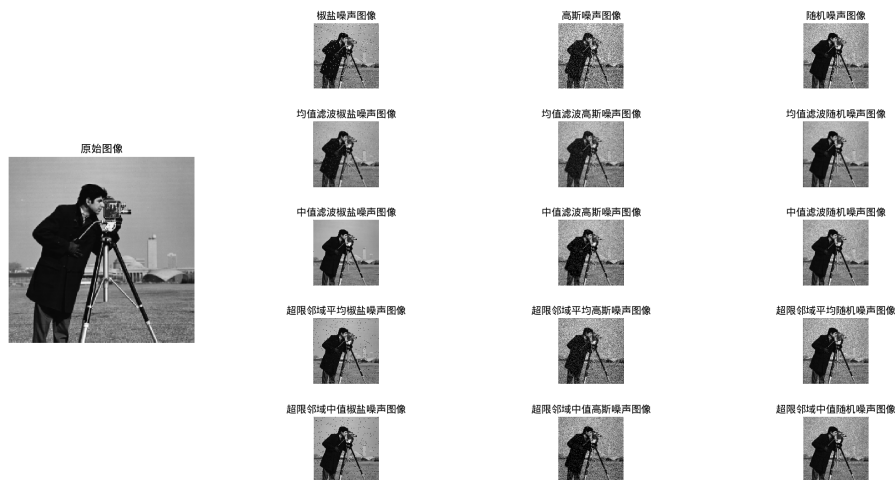 椒盐噪声图像
高斯噪声图像
随机噪声图像
均值滤波椒盐噪声图像
均值滤波高斯噪声图像
均值滤波随机噪声图像
原始图像
中值滤波椒盐噪声图像
中值滤波高斯噪声图像
中值滤波随机噪声图像
超限邻域平均椒盐噪声图像
超限邻域平均高斯噪声图像
超限邻域平均随机噪声图像
超限邻域中值椒盐噪声图像
超限邻域中值高斯噪声图像
超限邻域中值随机噪声图像